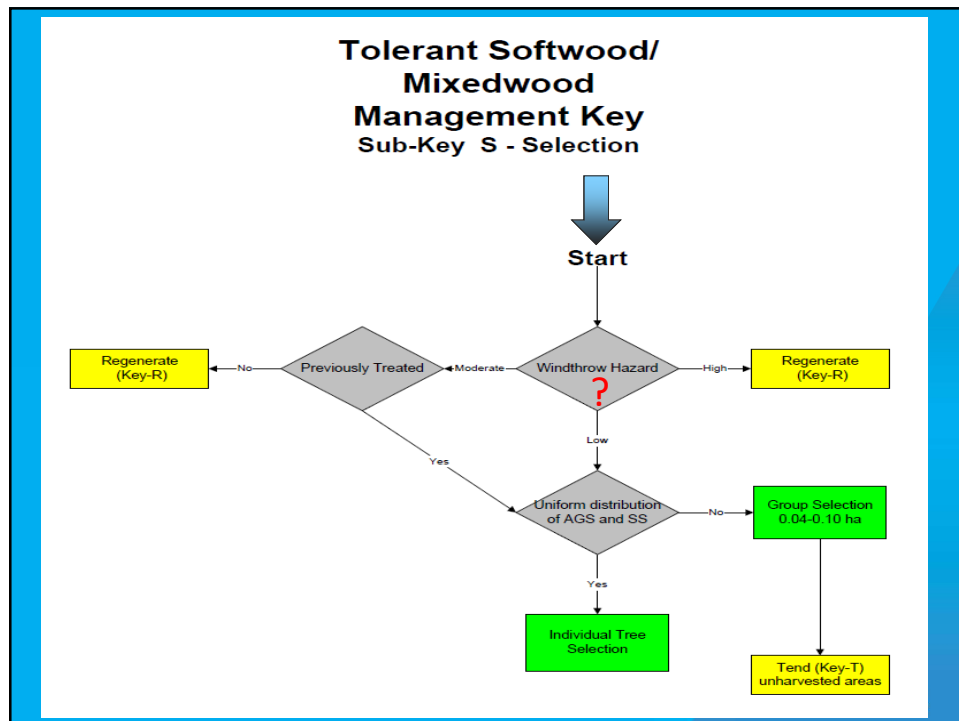 Tolerant Softwood/
Mixedwood
Management Key
Sub-Key S - Selection
Start
Regenerate
(Key-R)
No
Previously Treated
Moderate
Windthrow Hazard
?
High
Regenerate
(Key-R)
Low
Yes
Uniform distribution
of AGS and SS
No
Group Selection
0.04-0.10 ha
Yes
Individual Tree
Selection
Tend (Key-T)
unharvested areas